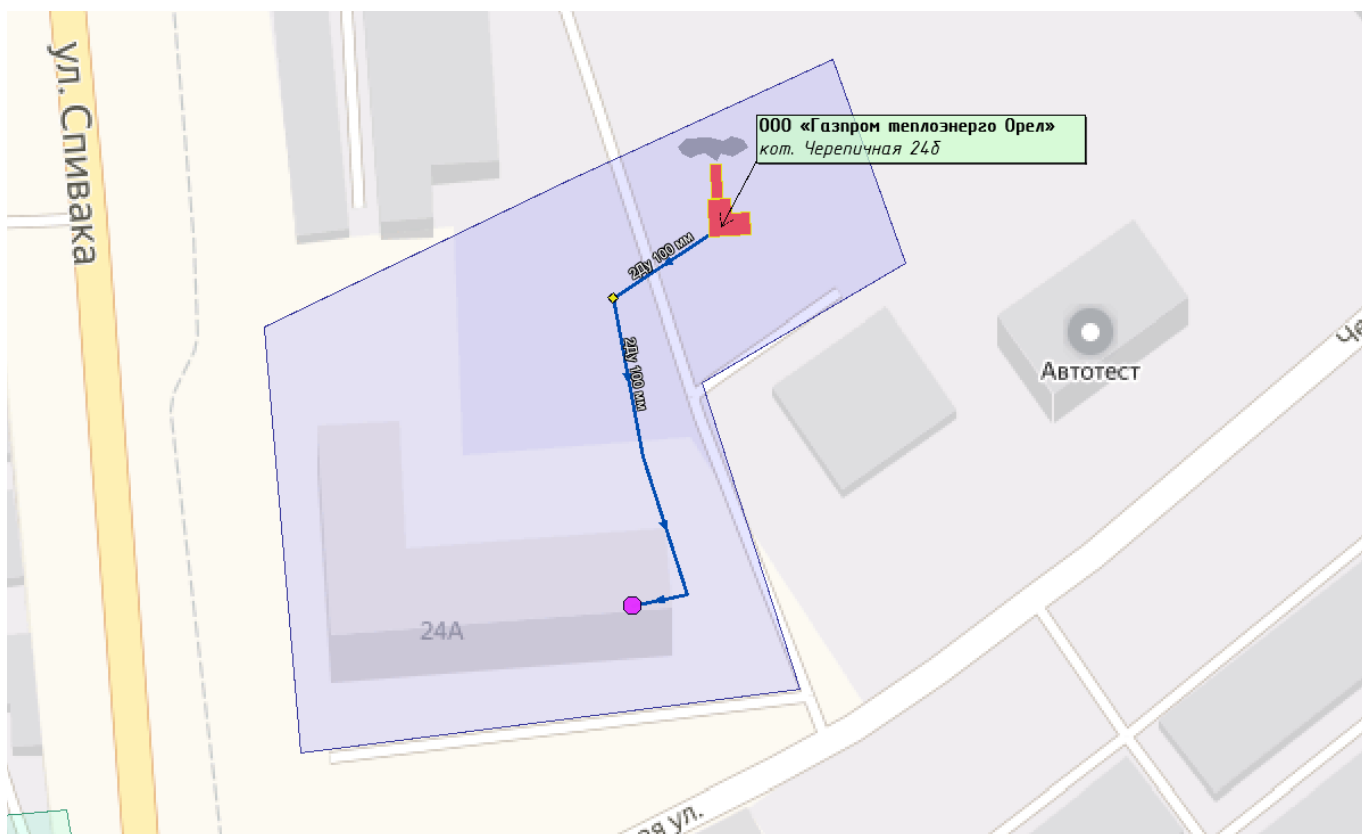 ул. Спивака
ООО «Газпром теплоэнерго Орел»
кот. Черепичная 24б
2Ду 100 мм
2Ду 100 мм
Автотест
24А
ая ул.
Че